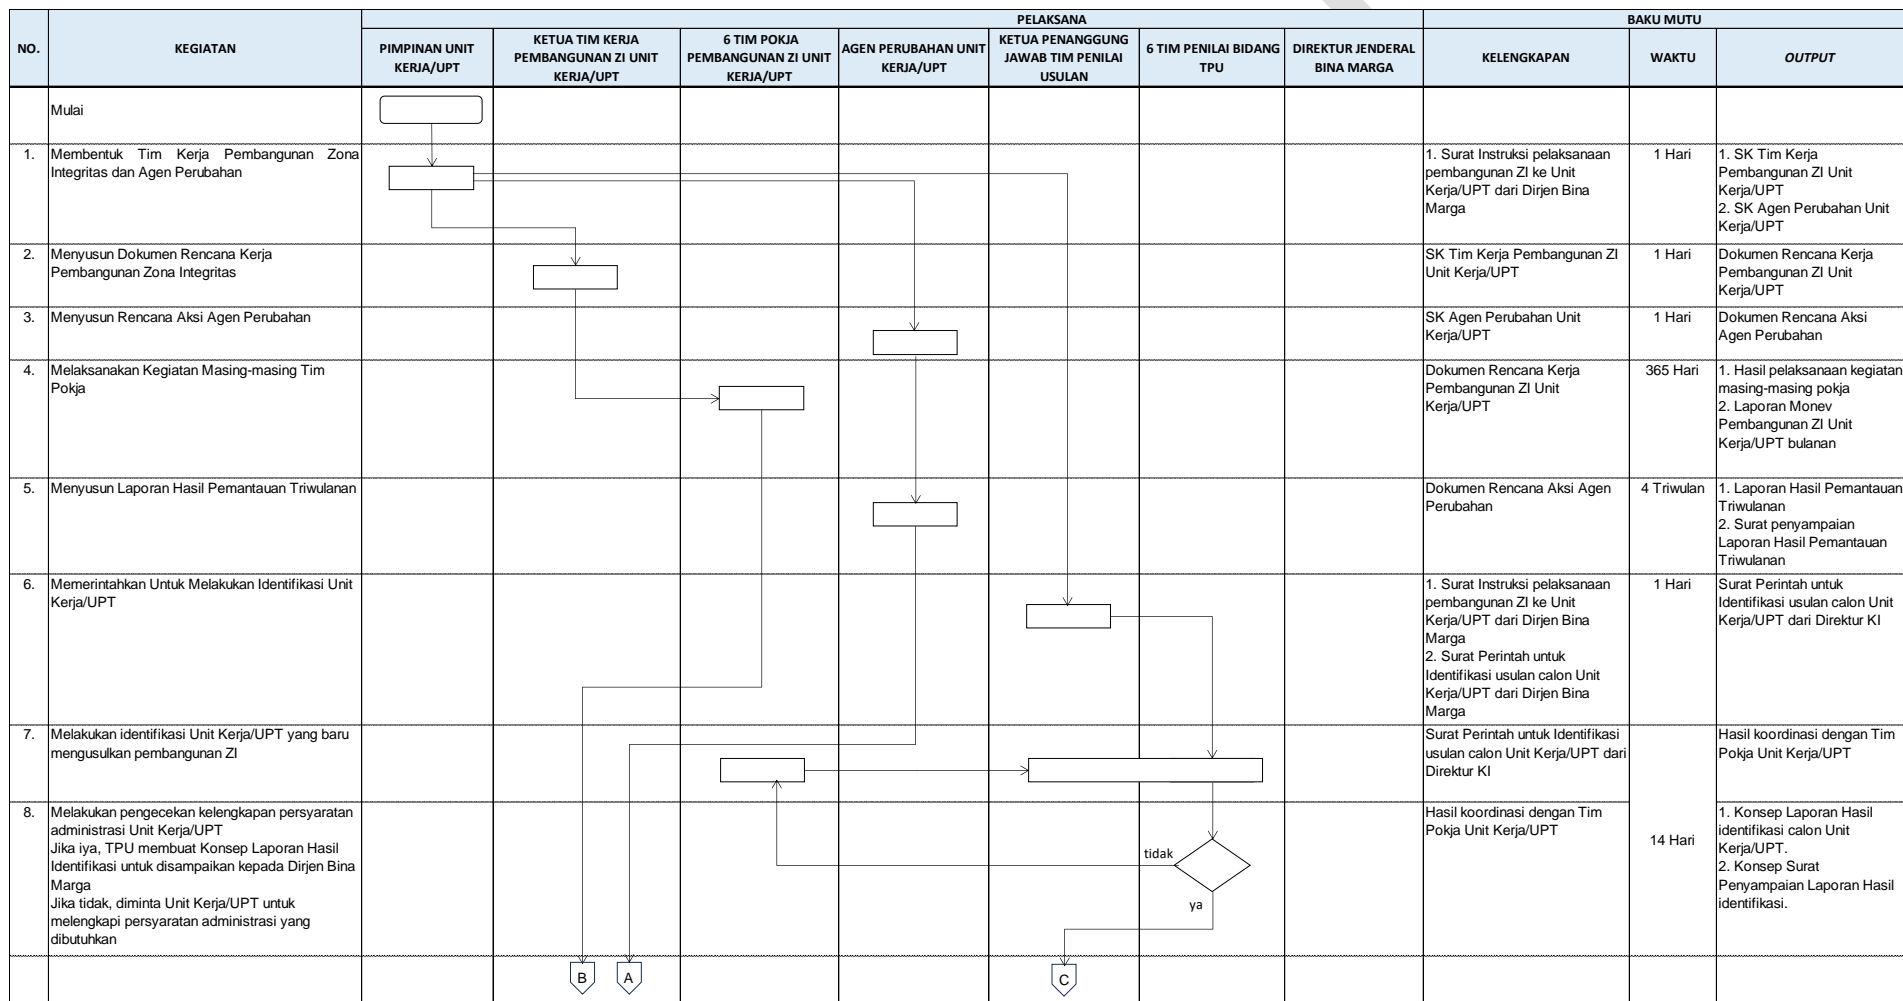 NO.
KEGIATAN
PELAKSANA
BAKU MUTU
PIMPINAN UNIT
KERJA/UPT
KETUA TIM KERJA
PEMBANGUNAN ZI UNIT
KERJA/UPT
6 TIM POKJA
PEMBANGUNAN ZI UNIT
KERJA/UPT
AGEN PERUBAHAN UNIT
KERJA/UPT
KETUA PENANGGUNG
JAWAB TIM PENILAI
USULAN
6 TIM PENILAI BIDANG
TPU
DIREKTUR JENDERAL
BINA MARGA
KELENGKAPAN
WAKTU
OUTPUT
Mulai
1.
Membentuk Tim Kerja Pembangunan Zona
Integritas dan Agen Perubahan
1. Surat Instruksi pelaksanaan
pembangunan ZI ke Unit
Kerja/UPT dari Dirjen Bina
Marga
1 Hari
1. SK Tim Kerja
Pembangunan ZI Unit
Kerja/UPT
2. SK Agen Perubahan Unit
Kerja/UPT
2.
Menyusun Dokumen Rencana Kerja
Pembangunan Zona Integritas
SK Tim Kerja Pembangunan ZI
Unit Kerja/UPT
1 Hari
Dokumen Rencana Kerja
Pembangunan ZI Unit
Kerja/UPT
3.
Menyusun Rencana Aksi Agen Perubahan
SK Agen Perubahan Unit
Kerja/UPT
1 Hari
Dokumen Rencana Aksi
Agen Perubahan
4.
Melaksanakan Kegiatan Masing-masing Tim
Pokja
Dokumen Rencana Kerja
Pembangunan ZI Unit
Kerja/UPT
365 Hari
1. Hasil pelaksanaan kegiatan
masing-masing pokja
2. Laporan Monev
Pembangunan ZI Unit
Kerja/UPT bulanan
5.
Menyusun Laporan Hasil Pemantauan Triwulanan
Dokumen Rencana Aksi Agen
Perubahan
4 Triwulan
1. Laporan Hasil Pemantauan
Triwulanan
2. Surat penyampaian
Laporan Hasil Pemantauan
Triwulanan
6.
Memerintahkan Untuk Melakukan Identifikasi Unit
Kerja/UPT
1. Surat Instruksi pelaksanaan
pembangunan ZI ke Unit
Kerja/UPT dari Dirjen Bina
Marga
2. Surat Perintah untuk
Identifikasi usulan calon Unit
Kerja/UPT dari Dirjen Bina
Marga
1 Hari
Surat Perintah untuk
Identifikasi usulan calon Unit
Kerja/UPT dari Direktur KI
7.
Melakukan identifikasi Unit Kerja/UPT yang baru
mengusulkan pembangunan ZI
Surat Perintah untuk Identifikasi
usulan calon Unit Kerja/UPT dari
Direktur KI
Hasil koordinasi dengan Tim
Pokja Unit Kerja/UPT
8.
Melakukan pengecekan kelengkapan persyaratan
administrasi Unit Kerja/UPT
Jika iya, TPU membuat Konsep Laporan Hasil
Identifikasi untuk disampaikan kepada Dirjen Bina
Marga
Jika tidak, diminta Unit Kerja/UPT untuk
melengkapi persyaratan administrasi yang
dibutuhkan
tidak
ya
Hasil koordinasi dengan Tim
Pokja Unit Kerja/UPT
14 Hari
1. Konsep Laporan Hasil
identifikasi calon Unit
Kerja/UPT.
2. Konsep Surat
Penyampaian Laporan Hasil
identifikasi.
B
A
C